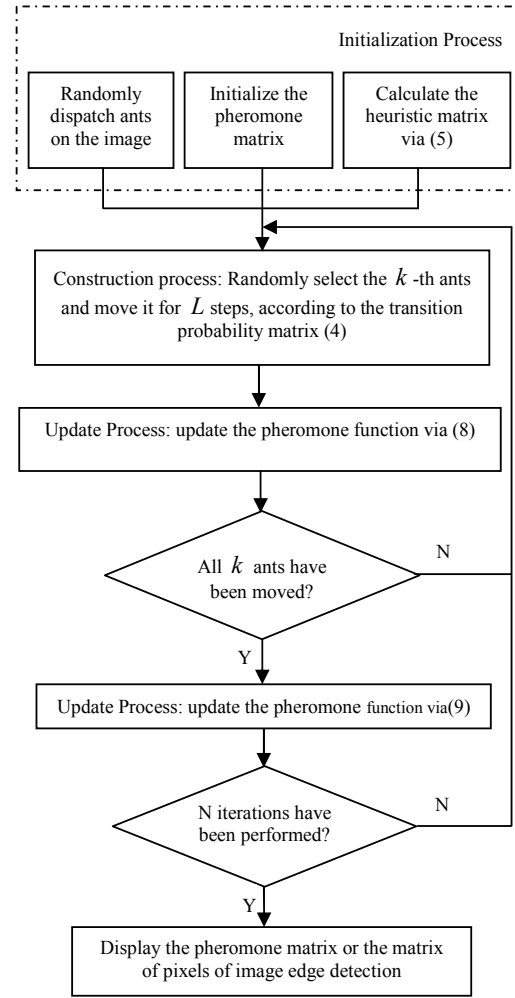 Initialization Process
Randomly
dispatch ants
on the image
Initialize the
pheromone
matrix
Calculate the
heuristic matrix
via (5)
Construction process: Randomly select the k -th ants
and move it for L steps, according to the transition
probability matrix (4)
Update Process: update the pheromone function via (8)
All k ants have
been moved?
N
Y
Update Process: update the pheromone function via(9)
N iterations have
been performed?
N
Y
Display the pheromone matrix or the matrix
of pixels of image edge detection